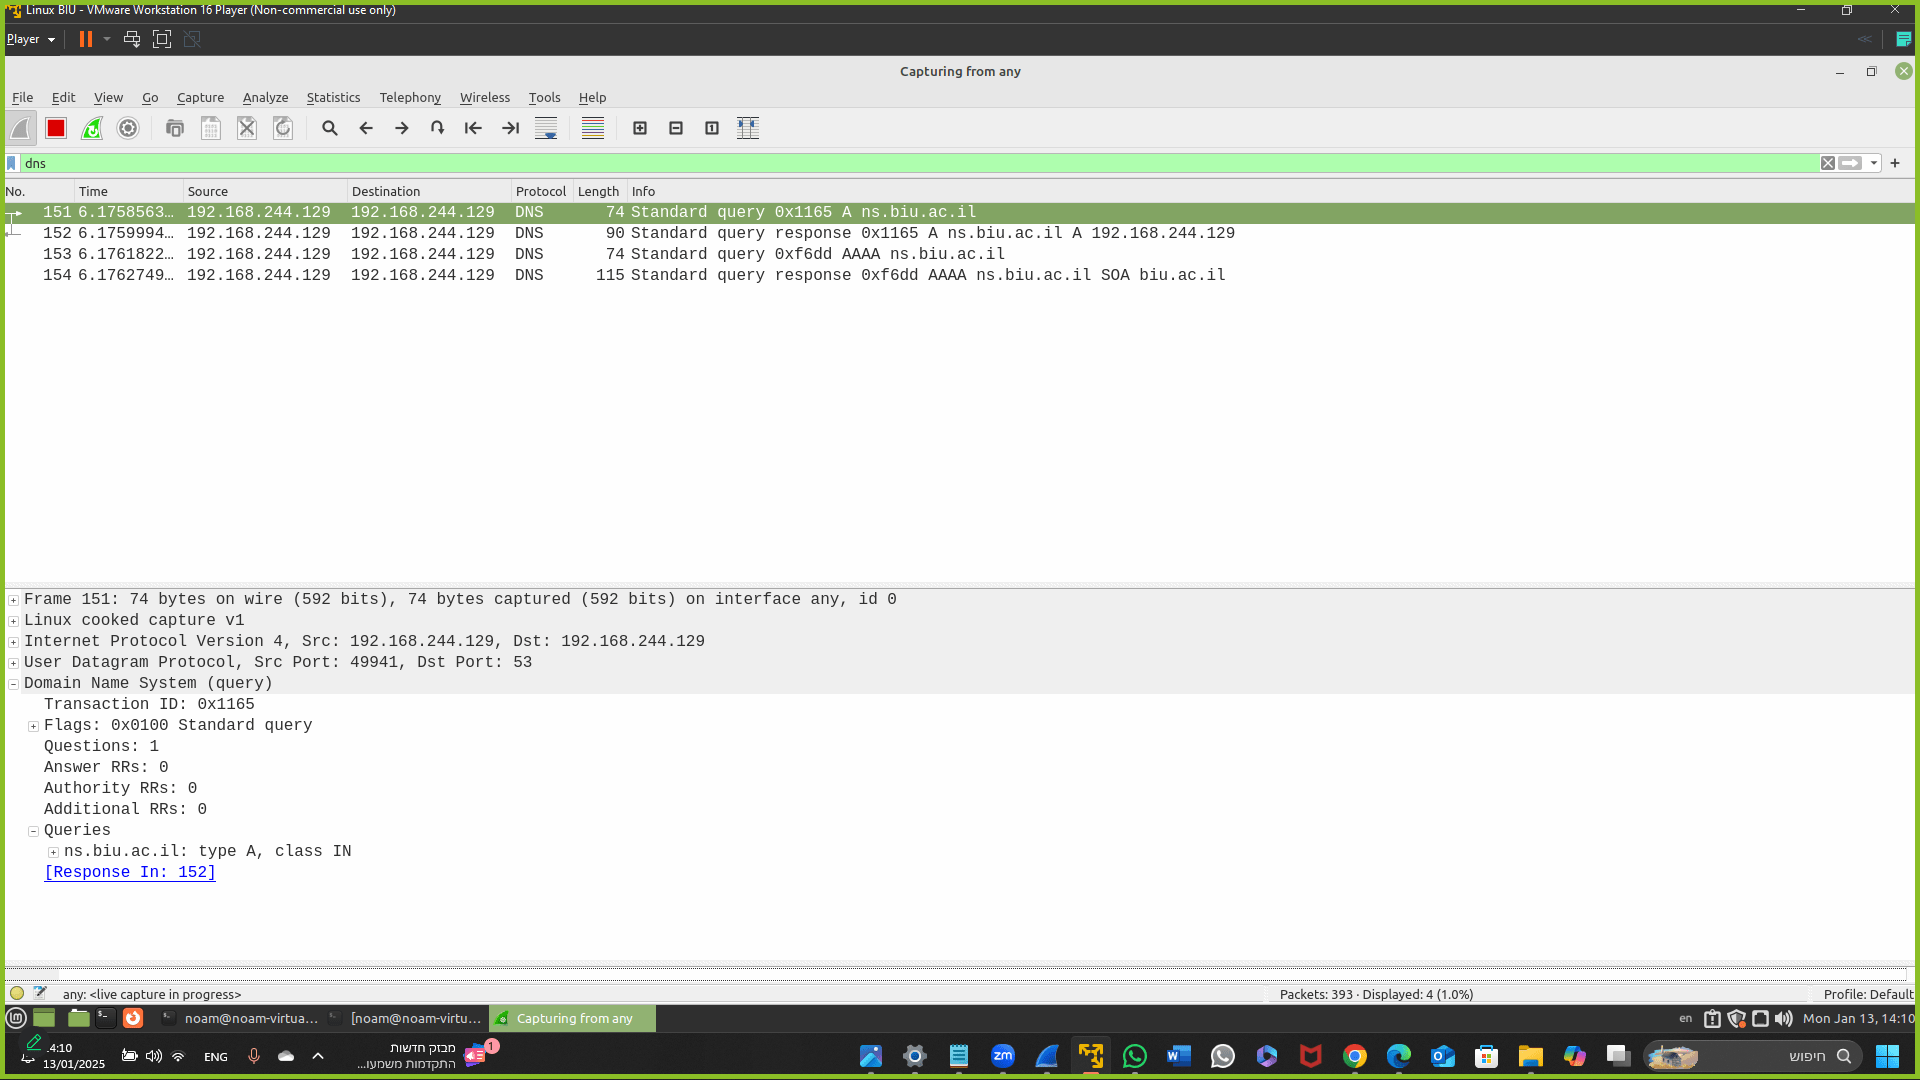 Linux BIU - VMware Workstation 16 Player (Non-commercial use only)
Player
Capturing from any
File Edit View Go Capture Analyze Statistics Telephony Wireless Tools Help
dns
No. Time Source Destination Protocol Length Info
151 6.1758563… 192.168.244.129 192.168.244.129 DNS 74 Standard query 0x1165 A ns.biu.ac.il
152 6.1759994… 192.168.244.129 192.168.244.129 DNS 90 Standard query response 0x1165 A ns.biu.ac.il A 192.168.244.129
153 6.1761822… 192.168.244.129 192.168.244.129 DNS 74 Standard query 0xf6dd AAAA ns.biu.ac.il
154 6.1762749… 192.168.244.129 192.168.244.129 DNS 115 Standard query response 0xf6dd AAAA ns.biu.ac.il SOA biu.ac.il
Frame 151: 74 bytes on wire (592 bits), 74 bytes captured (592 bits) on interface any, id 0
Linux cooked capture v1
Internet Protocol Version 4, Src: 192.168.244.129, Dst: 192.168.244.129
User Datagram Protocol, Src Port: 49941, Dst Port: 53
Domain Name System (query)
Transaction ID: 0x1165
Flags: 0x0100 Standard query
Questions: 1
Answer RRs: 0
Authority RRs: 0
Additional RRs: 0
Queries
ns.biu.ac.il: type A, class IN
[Response In: 152]
any: <live capture in progress> Packets: 393 · Displayed: 4 (1.0%) Profile: Default
noam@noam-virtua… [noam@noam-virtu… Capturing from any en Mon Jan 13, 14:10
4:10
13/01/2025
ENG
מבזק חדשות
התקדמות משמעו...
1
zm
חיפוש